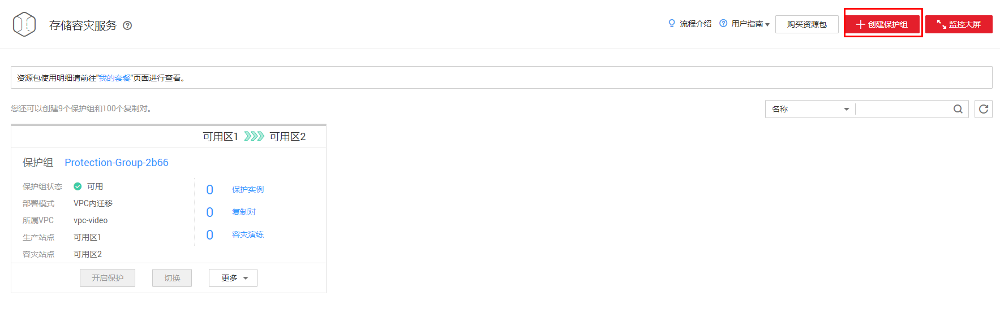 存储容灾服务
流程介绍 用户指南 购买资源包 创建保护组 监控大屏
资源包使用明细请前往"我的套餐"页面进行查看。
您还可以创建9个保护组和100个复制对。
名称
可用区1 可用区2
保护组 Protection-Group-2b66
保护组状态 可用
部署模式 VPC内迁移
所属VPC vpc-video
生产站点 可用区1
容灾站点 可用区2
0 保护实例
0 复制对
0 容灾演练
开启保护 切换 更多